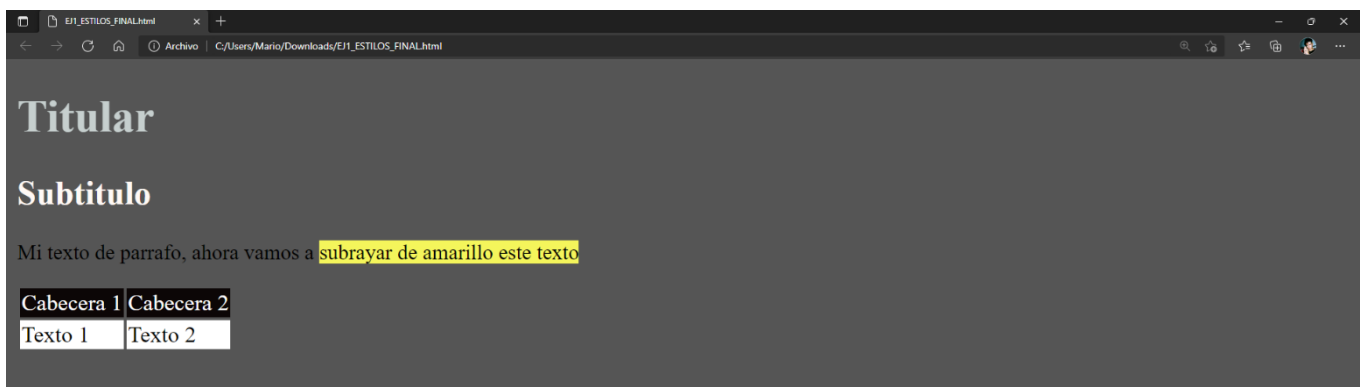 EJ1_ESTILOS_FINAL.html
Archivo | C:/Users/Mario/Downloads/EJ1_ESTILOS_FINAL.html
Titular
Subtitulo
Mi texto de parrafo, ahora vamos a subrayar de amarillo este texto
Cabecera 1 Cabecera 2
Texto 1 Texto 2